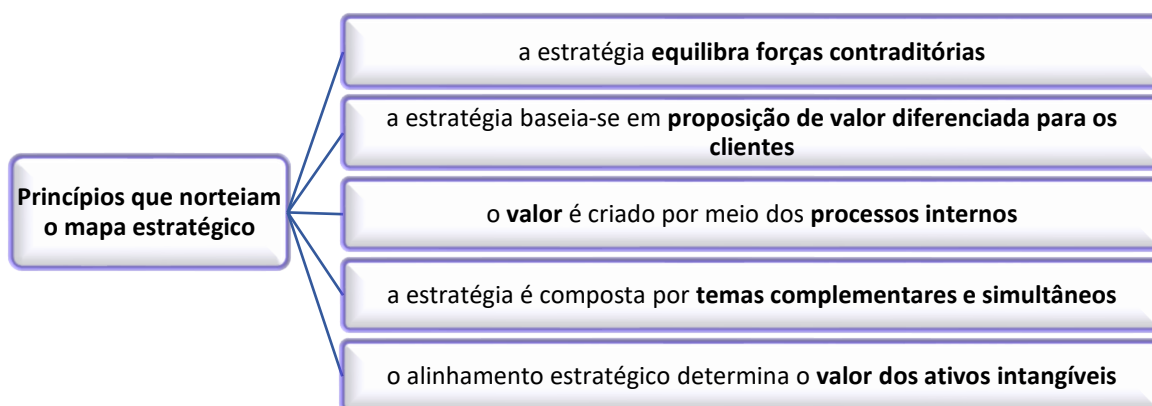 a estratégia equilibra forças contraditórias
a estratégia baseia-se em proposição de valor diferenciada para os
clientes
Princípios que norteiam
o mapa estratégico
o valor é criado por meio dos processos internos
a estratégia é composta por temas complementares e simultâneos
o alinhamento estratégico determina o valor dos ativos intangíveis